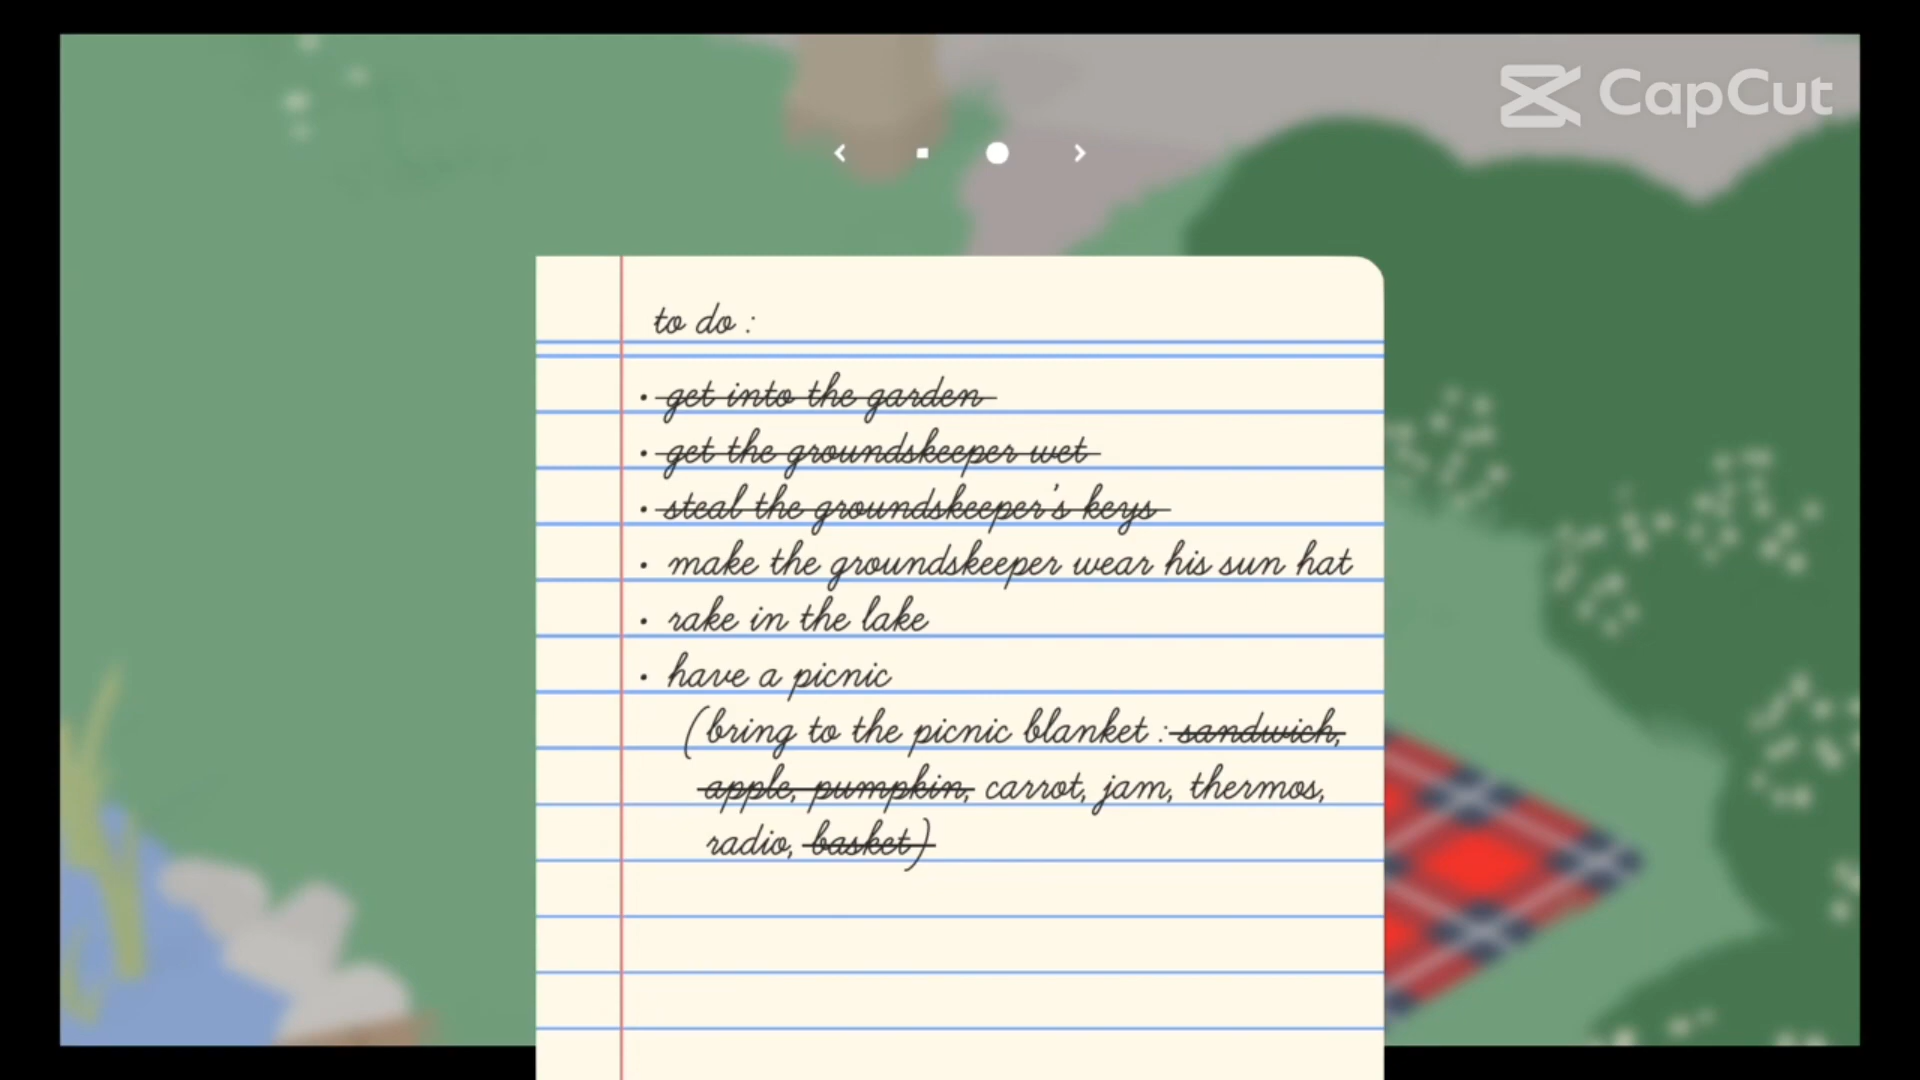 CapCut
to do :
• get into the garden
• get the groundskeeper wet
• steal the groundskeeper's keys
• make the groundskeeper wear his sun hat
• rake in the lake
• have a picnic
(bring to the picnic blanket : sandwich,
apple, pumpkin, carrot, jam, thermos,
radio, basket)